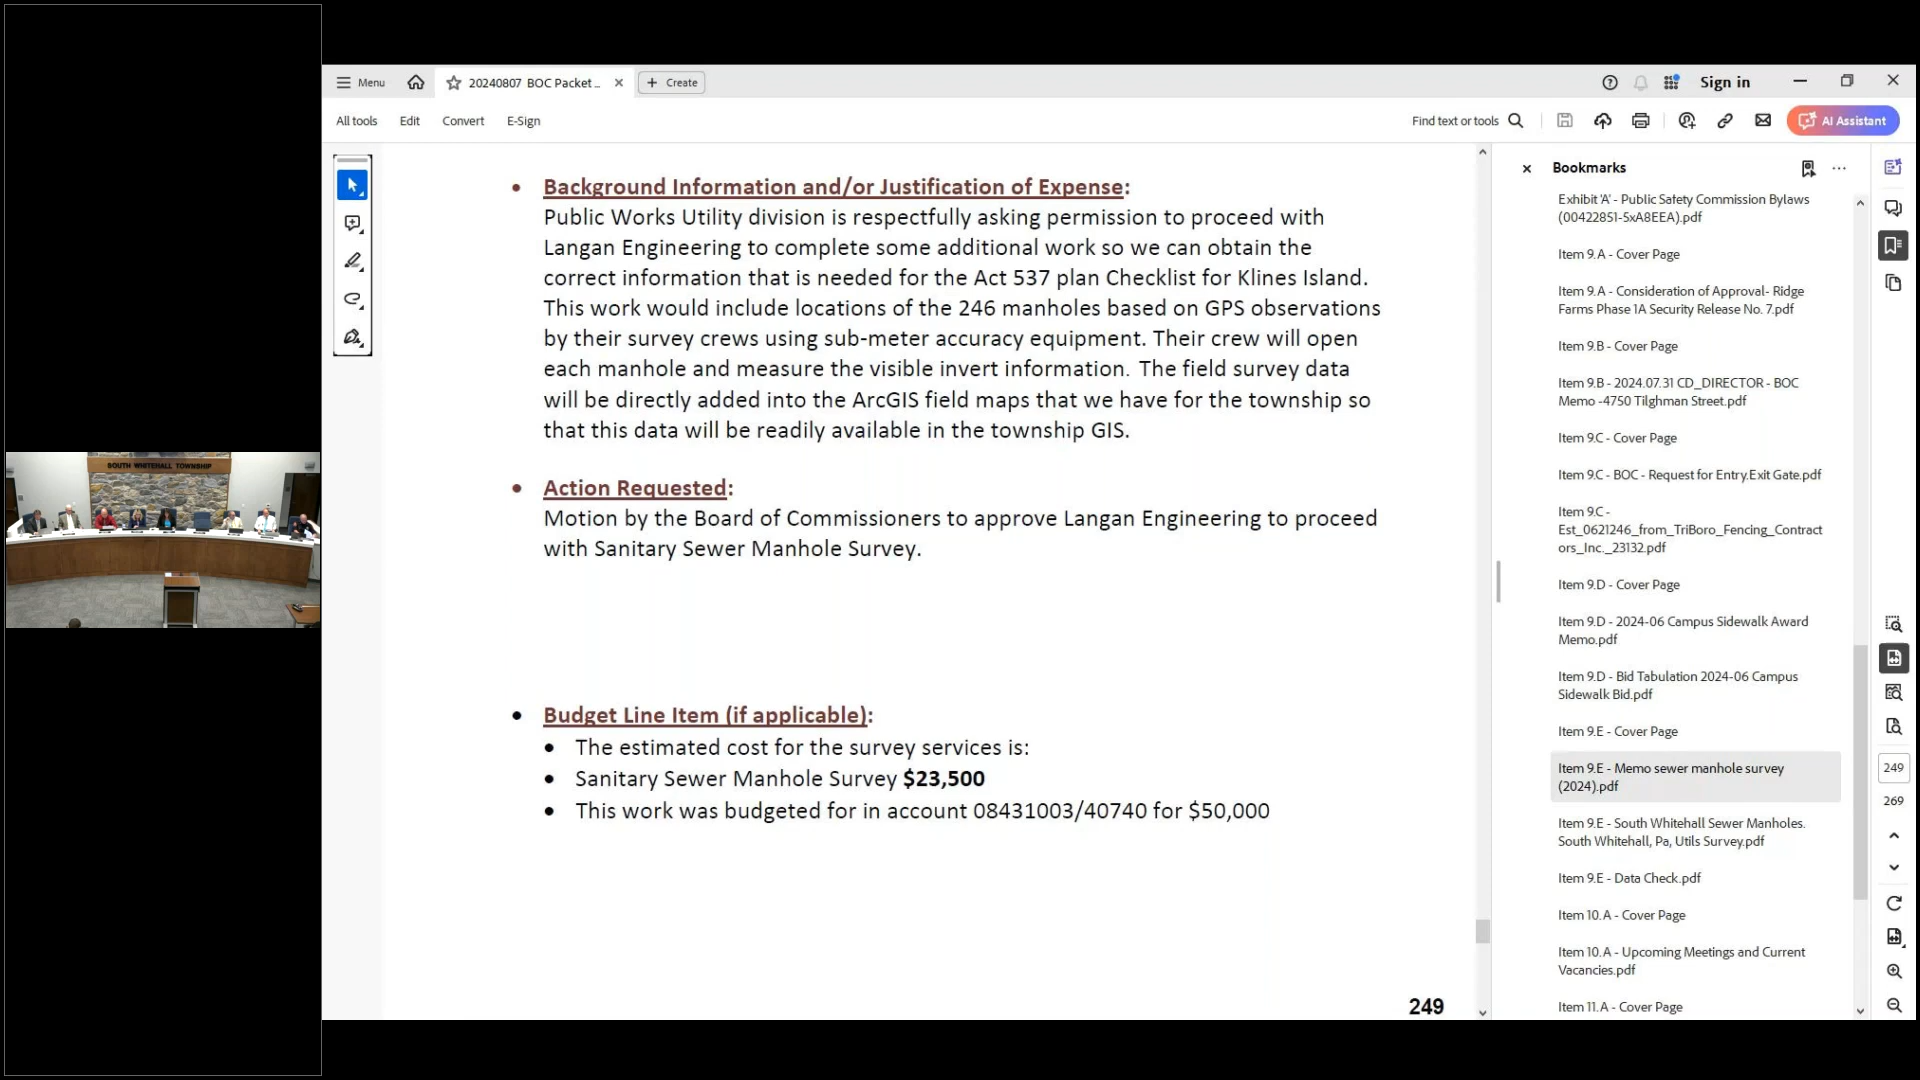 SOUTH WHITEHALL TOWNSHIP
Menu
20240807 BOC Packet ...
Create
Sign in
All tools
Edit
Convert
E-Sign
Find text or tools
AI Assistant
• Background Information and/or Justification of Expense:
Public Works Utility division is respectfully asking permission to proceed with
Langan Engineering to complete some additional work so we can obtain the
correct information that is needed for the Act 537 plan Checklist for Klines Island.
This work would include locations of the 246 manholes based on GPS observations
by their survey crews using sub-meter accuracy equipment. Their crew will open
each manhole and measure the visible invert information. The field survey data
will be directly added into the ArcGIS field maps that we have for the township so
that this data will be readily available in the township GIS.
• Action Requested:
Motion by the Board of Commissioners to approve Langan Engineering to proceed
with Sanitary Sewer Manhole Survey.
• Budget Line Item (if applicable):
• The estimated cost for the survey services is:
• Sanitary Sewer Manhole Survey $23,500
• This work was budgeted for in account 08431003/40740 for $50,000
249
Bookmarks
Exhibit 'A' - Public Safety Commission Bylaws
(00422851-5xA8EEA).pdf
Item 9.A - Cover Page
Item 9.A - Consideration of Approval- Ridge
Farms Phase 1A Security Release No. 7.pdf
Item 9.B - Cover Page
Item 9.B - 2024.07.31 CD_DIRECTOR - BOC
Memo -4750 Tilghman Street.pdf
Item 9.C - Cover Page
Item 9.C - BOC - Request for Entry.Exit Gate.pdf
Item 9.C -
Est_0621246_from_TriBoro_Fencing_Contract
ors_Inc._23132.pdf
Item 9.D - Cover Page
Item 9.D - 2024-06 Campus Sidewalk Award
Memo.pdf
Item 9.D - Bid Tabulation 2024-06 Campus
Sidewalk Bid.pdf
Item 9.E - Cover Page
Item 9.E - Memo sewer manhole survey
(2024).pdf
Item 9.E - South Whitehall Sewer Manholes.
South Whitehall, Pa, Utils Survey.pdf
Item 9.E - Data Check.pdf
Item 10.A - Cover Page
Item 10.A - Upcoming Meetings and Current
Vacancies.pdf
Item 11.A - Cover Page
249
269